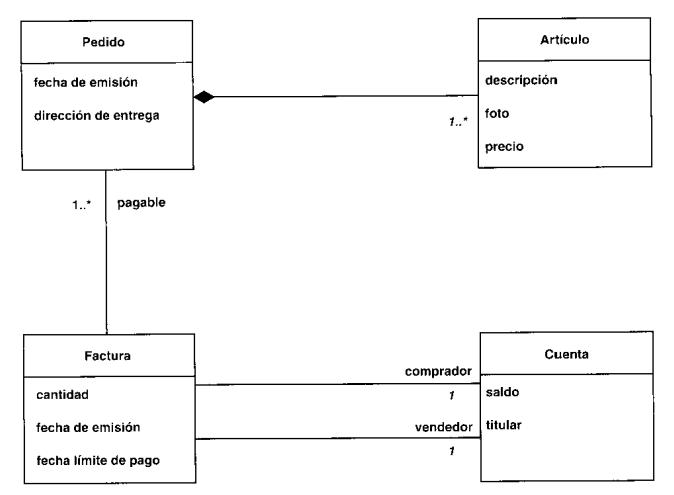 Pedido
fecha de emisión
dirección de entrega
Artículo
descripción
foto
precio
1..*
1..*
pagable
Factura
cantidad
fecha de emisión
fecha límite de pago
comprador
1
vendedor
1
Cuenta
saldo
titular